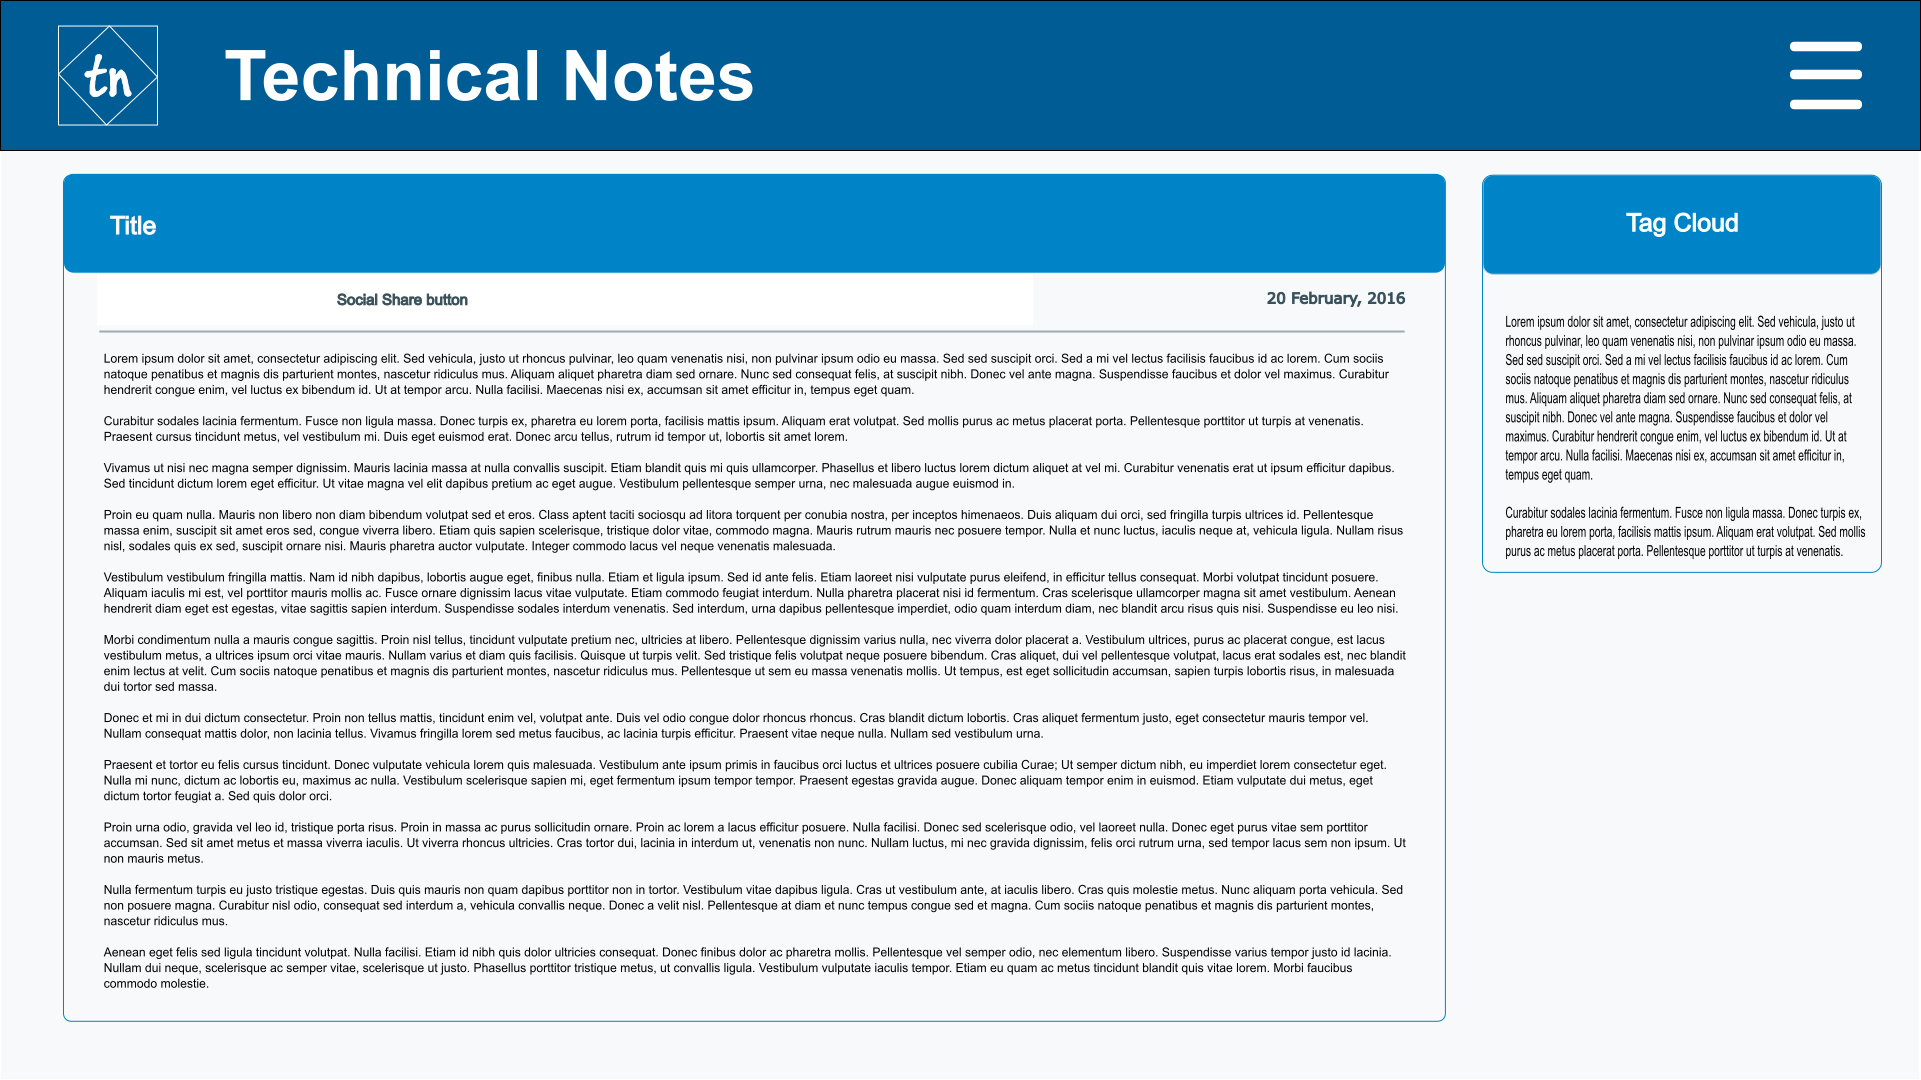 tn
Technical Notes
Title
Social Share button
20 February, 2016
Lorem ipsum dolor sit amet, consectetur adipiscing elit. Sed vehicula, justo ut rhoncus pulvinar, leo quam venenatis nisi, non pulvinar ipsum odio eu massa. Sed sed suscipit orci. Sed a mi vel lectus facilisis faucibus id ac lorem. Cum sociis
natoque penatibus et magnis dis parturient montes, nascetur ridiculus mus. Aliquam aliquet pharetra diam sed ornare. Nunc sed consequat felis, at suscipit nibh. Donec vel ante magna. Suspendisse faucibus et dolor vel maximus. Curabitur
hendrerit congue enim, vel luctus ex bibendum id. Ut at tempor arcu. Nulla facilisi. Maecenas nisi ex, accumsan sit amet efficitur in, tempus eget quam.
Curabitur sodales lacinia fermentum. Fusce non ligula massa. Donec turpis ex, pharetra eu lorem porta, facilisis mattis ipsum. Aliquam erat volutpat. Sed mollis purus ac metus placerat porta. Pellentesque porttitor ut turpis at venenatis.
Praesent cursus tincidunt metus, vel vestibulum mi. Duis eget euismod erat. Donec arcu tellus, rutrum id tempor ut, lobortis sit amet lorem.
Vivamus ut nisi nec magna semper dignissim. Mauris lacinia massa at nulla convallis suscipit. Etiam blandit quis mi quis ullamcorper. Phasellus et libero luctus lorem dictum aliquet at vel mi. Curabitur venenatis erat ut ipsum efficitur dapibus.
Sed tincidunt dictum lorem eget efficitur. Ut vitae magna vel elit dapibus pretium ac eget augue. Vestibulum pellentesque semper urna, nec malesuada augue euismod in.
Proin eu quam nulla. Mauris non libero non diam bibendum volutpat sed et eros. Class aptent taciti sociosqu ad litora torquent per conubia nostra, per inceptos himenaeos. Duis aliquam dui orci, sed fringilla turpis ultrices id. Pellentesque
massa enim, suscipit sit amet eros sed, congue viverra libero. Etiam quis sapien scelerisque, tristique dolor vitae, commodo magna. Mauris rutrum mauris nec posuere tempor. Nulla et nunc luctus, iaculis neque at, vehicula ligula. Nullam risus
nisl, sodales quis ex sed, suscipit ornare nisi. Mauris pharetra auctor vulputate. Integer commodo lacus vel neque venenatis malesuada.
Vestibulum vestibulum fringilla mattis. Nam id nibh dapibus, lobortis augue eget, finibus nulla. Etiam et ligula ipsum. Sed id ante felis. Etiam laoreet nisi vulputate purus eleifend, in efficitur tellus consequat. Morbi volutpat tincidunt posuere.
Aliquam iaculis mi est, vel porttitor mauris mollis ac. Fusce ornare dignissim lacus vitae vulputate. Etiam commodo feugiat interdum. Nulla pharetra placerat nisi id fermentum. Cras scelerisque ullamcorper magna sit amet vestibulum. Aenean
hendrerit diam eget est egestas, vitae sagittis sapien interdum. Suspendisse sodales interdum venenatis. Sed interdum, urna dapibus pellentesque imperdiet, odio quam interdum diam, nec blandit arcu risus quis nisi. Suspendisse eu leo nisi.
Morbi condimentum nulla a mauris congue sagittis. Proin nisl tellus, tincidunt vulputate pretium nec, ultricies at libero. Pellentesque dignissim varius nulla, nec viverra dolor placerat a. Vestibulum ultrices, purus ac placerat congue, est lacus
vestibulum metus, a ultrices ipsum orci vitae mauris. Nullam varius et diam quis facilisis. Quisque ut turpis velit. Sed tristique felis volutpat neque posuere bibendum. Cras aliquet, dui vel pellentesque volutpat, lacus erat sodales est, nec blandit
enim lectus at velit. Cum sociis natoque penatibus et magnis dis parturient montes, nascetur ridiculus mus. Pellentesque ut sem eu massa venenatis mollis. Ut tempus, est eget sollicitudin accumsan, sapien turpis lobortis risus, in malesuada
dui tortor sed massa.
Donec et mi in dui dictum consectetur. Proin non tellus mattis, tincidunt enim vel, volutpat ante. Duis vel odio congue dolor rhoncus rhoncus. Cras blandit dictum lobortis. Cras aliquet fermentum justo, eget consectetur mauris tempor vel.
Nullam consequat mattis dolor, non lacinia tellus. Vivamus fringilla lorem sed metus faucibus, ac lacinia turpis efficitur. Praesent vitae neque nulla. Nullam sed vestibulum urna.
Praesent et tortor eu felis cursus tincidunt. Donec vulputate vehicula lorem quis malesuada. Vestibulum ante ipsum primis in faucibus orci luctus et ultrices posuere cubilia Curae; Ut semper dictum nibh, eu imperdiet lorem consectetur eget.
Nulla mi nunc, dictum ac lobortis eu, maximus ac nulla. Vestibulum scelerisque sapien mi, eget fermentum ipsum tempor tempor. Praesent egestas gravida augue. Donec aliquam tempor enim in euismod. Etiam vulputate dui metus, eget
dictum tortor feugiat a. Sed quis dolor orci.
Proin urna odio, gravida vel leo id, tristique porta risus. Proin in massa ac purus sollicitudin ornare. Proin ac lorem a lacus efficitur posuere. Nulla facilisi. Donec sed scelerisque odio, vel laoreet nulla. Donec eget purus vitae sem porttitor
accumsan. Sed sit amet metus et massa viverra iaculis. Ut viverra rhoncus ultricies. Cras tortor dui, lacinia in interdum ut, venenatis non nunc. Nullam luctus, mi nec gravida dignissim, felis orci rutrum urna, sed tempor lacus sem non ipsum. Ut
non mauris metus.
Nulla fermentum turpis eu justo tristique egestas. Duis quis mauris non quam dapibus porttitor non in tortor. Vestibulum vitae dapibus ligula. Cras ut vestibulum ante, at iaculis libero. Cras quis molestie metus. Nunc aliquam porta vehicula. Sed
non posuere magna. Curabitur nisl odio, consequat sed interdum a, vehicula convallis neque. Donec a velit nisl. Pellentesque at diam et nunc tempus congue sed et magna. Cum sociis natoque penatibus et magnis dis parturient montes,
nascetur ridiculus mus.
Aenean eget felis sed ligula tincidunt volutpat. Nulla facilisi. Etiam id nibh quis dolor ultricies consequat. Donec finibus dolor ac pharetra mollis. Pellentesque vel semper odio, nec elementum libero. Suspendisse varius tempor justo id lacinia.
Nullam dui neque, scelerisque ac semper vitae, scelerisque ut justo. Phasellus porttitor tristique metus, ut convallis ligula. Vestibulum vulputate iaculis tempor. Etiam eu quam ac metus tincidunt blandit quis vitae lorem. Morbi faucibus
commodo molestie.
Tag Cloud
Lorem ipsum dolor sit amet, consectetur adipiscing elit. Sed vehicula, justo ut
rhoncus pulvinar, leo quam venenatis nisi, non pulvinar ipsum odio eu massa.
Sed sed suscipit orci. Sed a mi vel lectus facilisis faucibus id ac lorem. Cum
sociis natoque penatibus et magnis dis parturient montes, nascetur ridiculus
mus. Aliquam aliquet pharetra diam sed ornare. Nunc sed consequat felis, at
suscipit nibh. Donec vel ante magna. Suspendisse faucibus et dolor vel
maximus. Curabitur hendrerit congue enim, vel luctus ex bibendum id. Ut at
tempor arcu. Nulla facilisi. Maecenas nisi ex, accumsan sit amet efficitur in,
tempus eget quam.
Curabitur sodales lacinia fermentum. Fusce non ligula massa. Donec turpis ex,
pharetra eu lorem porta, facilisis mattis ipsum. Aliquam erat volutpat. Sed mollis
purus ac metus placerat porta. Pellentesque porttitor ut turpis at venenatis.